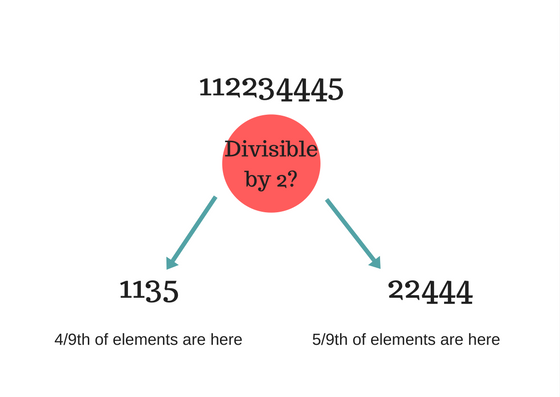 112234445
Divisible
by 2?
1135
22444
4/9th of elements are here
5/9th of elements are here